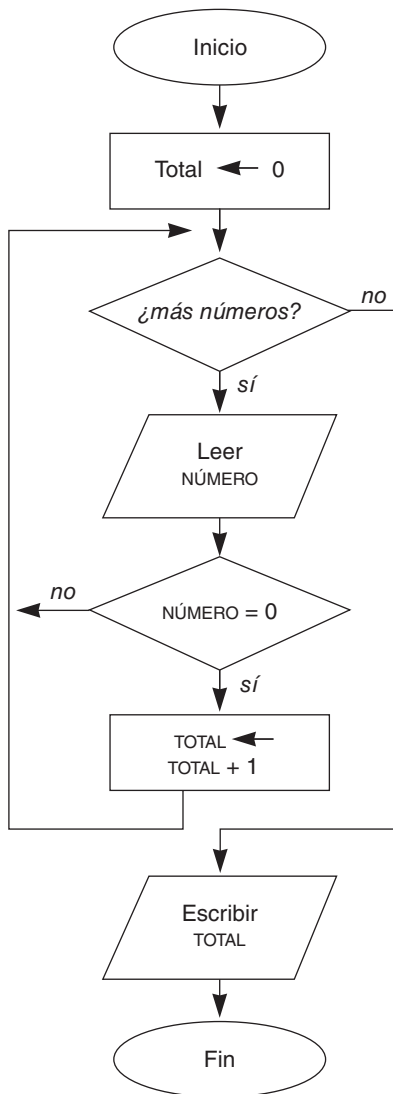 Inicio
Total ← 0
¿más números?
no
sí
Leer
NÚMERO
no
NÚMERO = 0
sí
TOTAL ←
TOTAL + 1
Escribir
TOTAL
Fin